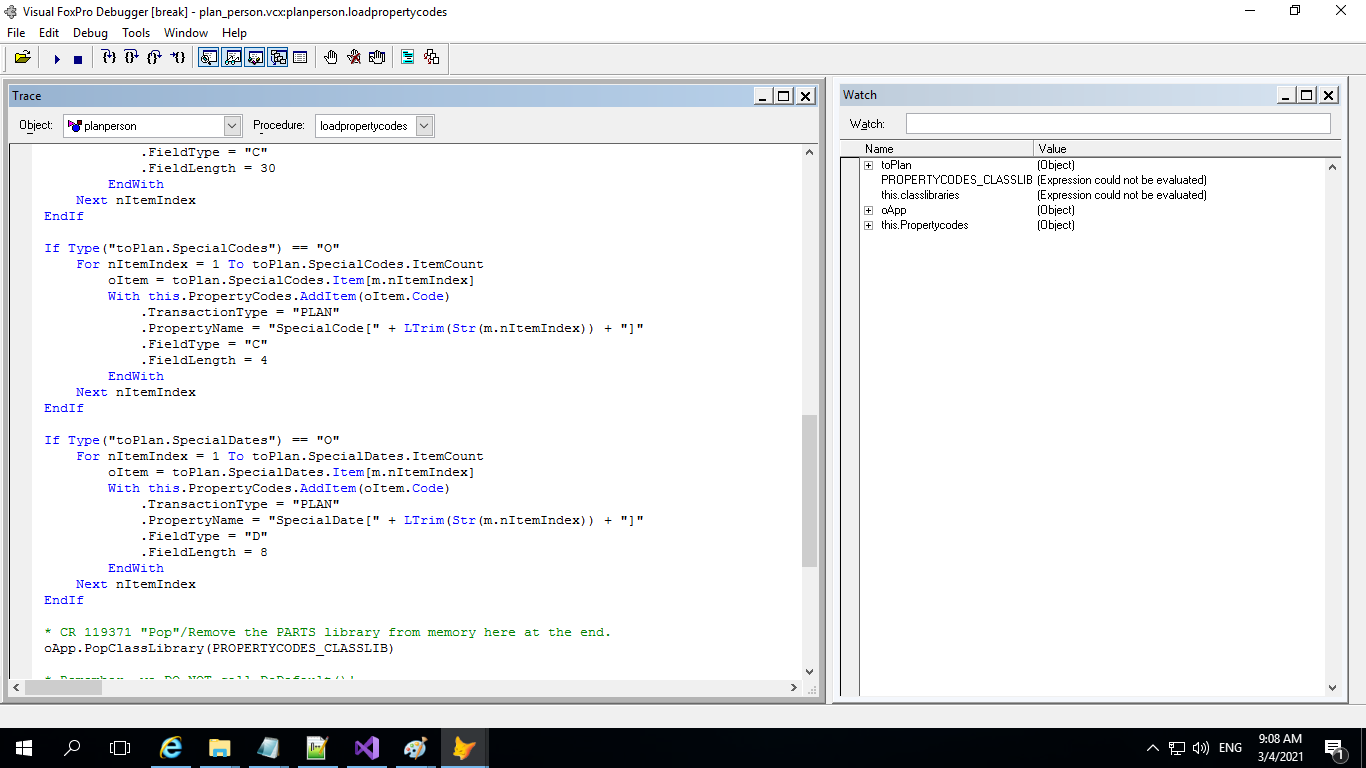 Visual FoxPro Debugger [break] - plan_person.vcx:planperson.loadpropertycodes
File Edit Debug Tools Window Help
Trace
Object: planperson Procedure: loadpropertycodes
.FieldType = "C"
.FieldLength = 30
EndWith
Next nItemIndex
EndIf
If Type("toPlan.SpecialCodes") == "O"
For nItemIndex = 1 To toPlan.SpecialCodes.ItemCount
oItem = toPlan.SpecialCodes.Item[m.nItemIndex]
With this.PropertyCodes.AddItem(oItem.Code)
.TransactionType = "PLAN"
.PropertyName = "SpecialCode[" + LTrim(Str(m.nItemIndex)) + "]"
.FieldType = "C"
.FieldLength = 4
EndWith
Next nItemIndex
EndIf
If Type("toPlan.SpecialDates") == "O"
For nItemIndex = 1 To toPlan.SpecialDates.ItemCount
oItem = toPlan.SpecialDates.Item[m.nItemIndex]
With this.PropertyCodes.AddItem(oItem.Code)
.TransactionType = "PLAN"
.PropertyName = "SpecialDate[" + LTrim(Str(m.nItemIndex)) + "]"
.FieldType = "D"
.FieldLength = 8
EndWith
Next nItemIndex
EndIf
* CR 119371 "Pop"/Remove the PARTS library from memory here at the end.
oApp.PopClassLibrary(PROPERTYCODES_CLASSLIB)
* Remember, we DO NOT call DoDefault()!
Watch
Watch:
Name Value
toPlan (Object)
PROPERTYCODES_CLASSLIB (Expression could not be evaluated)
this.classlibraries (Expression could not be evaluated)
oApp (Object)
this.Propertycodes (Object)
ENG
9:08 AM
3/4/2021
1